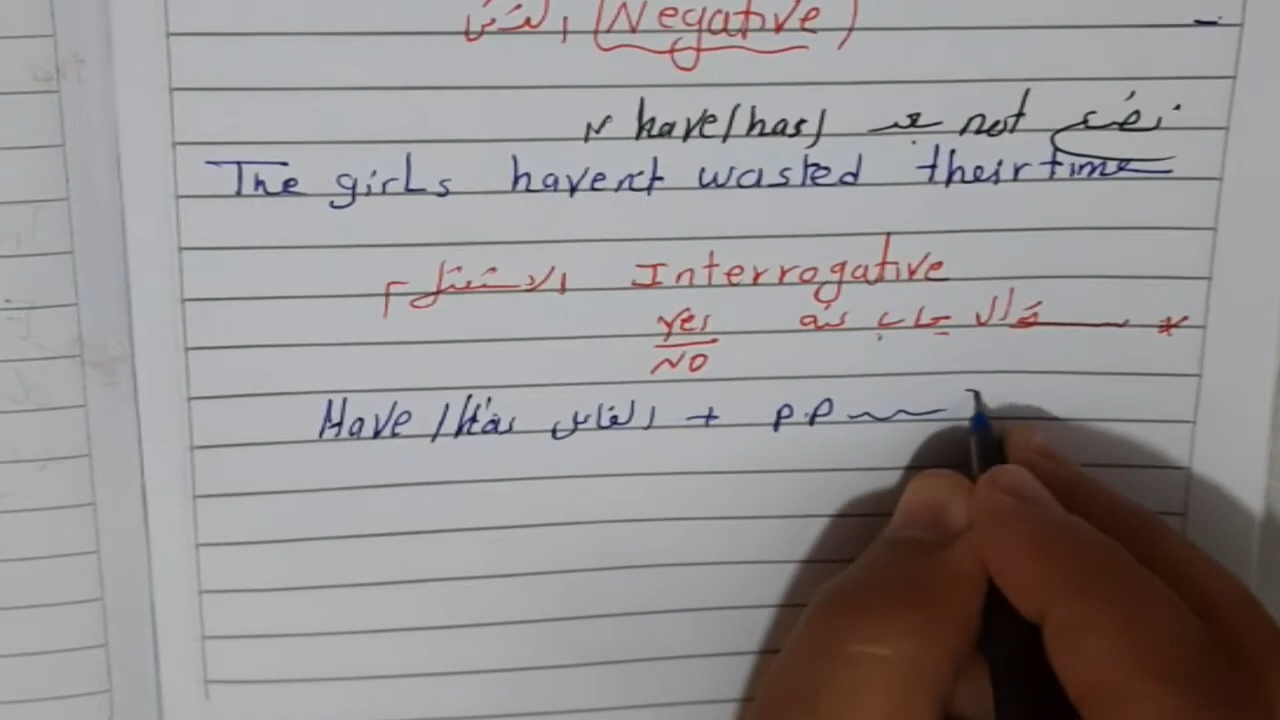 (Negative) النفي
نضع not بعد (have/has)
The girls haven't wasted their time
Interrogative الاستفهام
* سؤال يجاب عنه Yes
No
Have / Has الفاعل + p.p ?